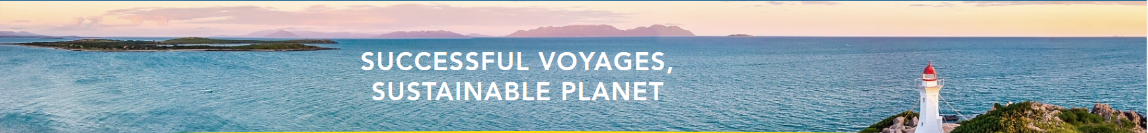 SUCCESSFUL VOYAGES,
SUSTAINABLE PLANET